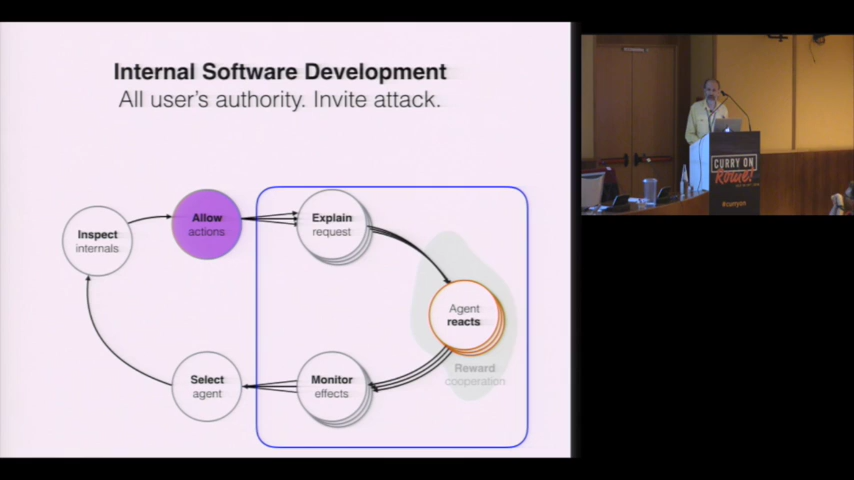 Internal Software Development
All user's authority. Invite attack.
Allow
actions
Explain
request
Inspect
internals
Agent
reacts
Reward
cooperation
Select
agent
Monitor
effects
CURRY ON
Rome!
#curryon